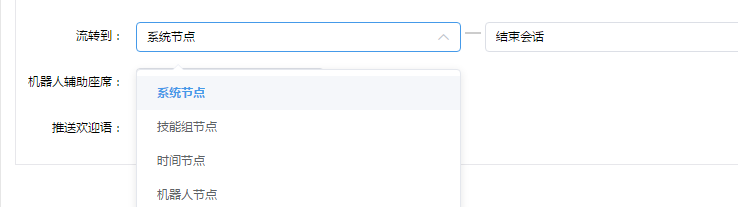 流转到： 系统节点 — 结束会话
机器人辅助座席：
系统节点
技能组节点
推送欢迎语：
时间节点
机器人节点